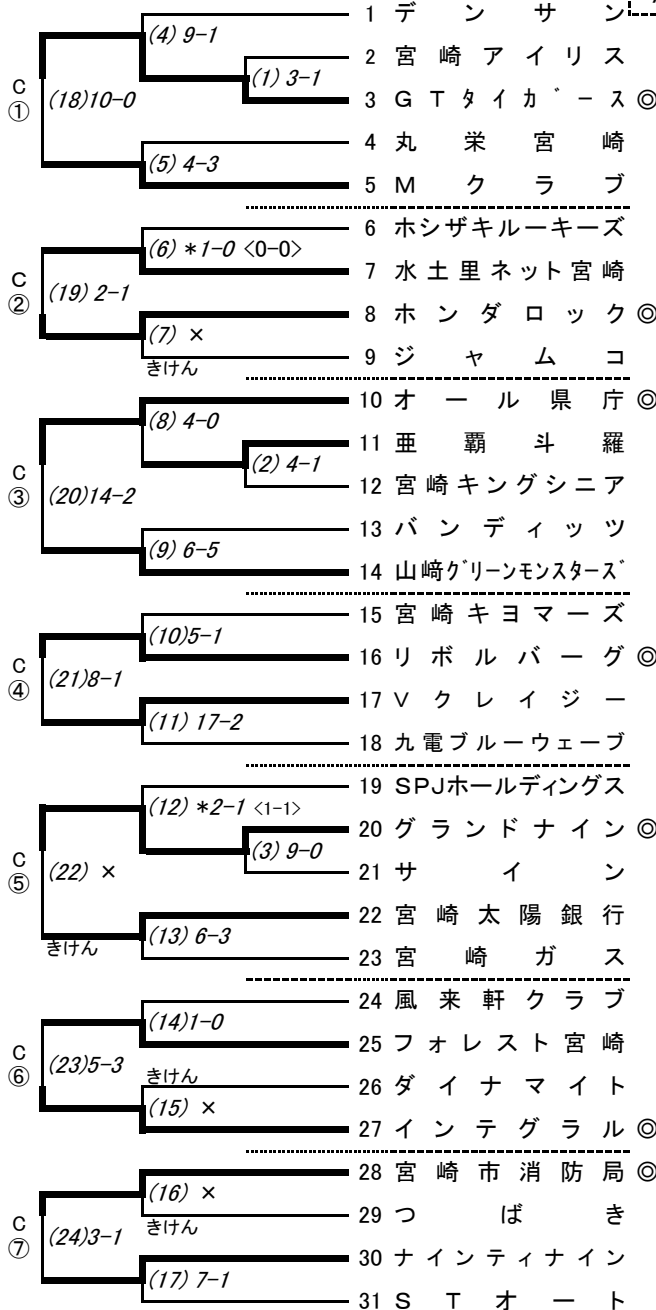 1 デンサン
(4) 9-1
2 宮崎アイリス
(1) 3-1
C
① (18)10-0
3 GTタイガース ◎
4 丸栄宮崎
(5) 4-3
5 Mクラブ
6 ホシザキルーキーズ
(6) *1-0 <0-0>
7 水土里ネット宮崎
C
② (19) 2-1
8 ホンダロック ◎
(7) ×
きけん
9 ジャムコ
10 オール県庁 ◎
(8) 4-0
11 亜覇斗羅
(2) 4-1
C
③ (20)14-2
12 宮崎キングシニア
13 バンディッツ
(9) 6-5
14 山﨑グリーンモンスターズ
15 宮崎キヨマーズ
(10)5-1
16 リボルバーグ ◎
C
④ (21)8-1
17 Vクレイジー
(11) 17-2
18 九電ブルーウェーブ
19 SPJホールディングス
(12) *2-1 <1-1>
20 グランドナイン ◎
(3) 9-0
C
⑤ (22) ×
21 サイン
22 宮崎太陽銀行
(13) 6-3
きけん
23 宮崎ガス
24 風来軒クラブ
(14)1-0
25 フォレスト宮崎
C
⑥ (23)5-3
きけん
26 ダイナマイト
(15) ×
27 インテグラル ◎
28 宮崎市消防局 ◎
(16) ×
きけん
29 つばき
C
⑦ (24)3-1
30 ナインティナイン
(17) 7-1
31 STオート